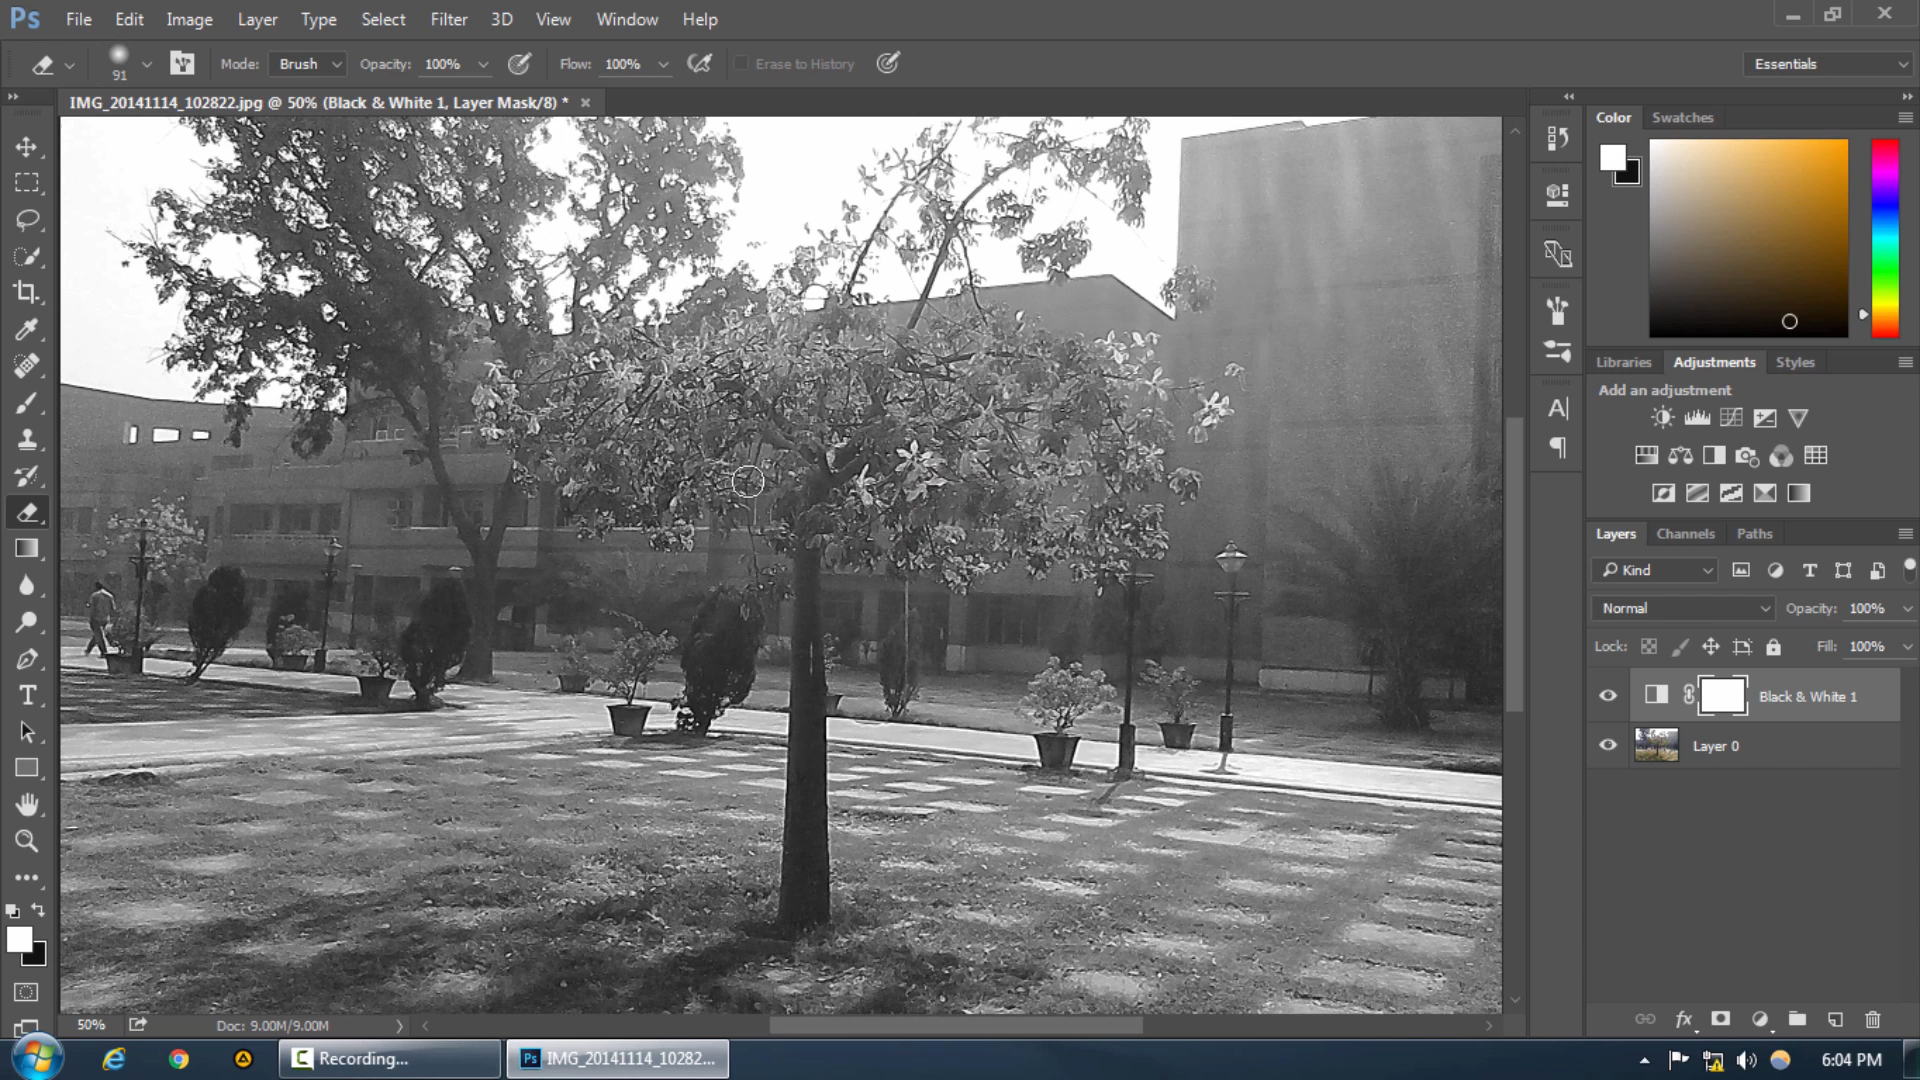 Ps File Edit Image Layer Type Select Filter 3D View Window Help
91 Mode: Brush Opacity: 100% Flow: 100% Erase to History Essentials
IMG_20141114_102822.jpg @ 50% (Black & White 1, Layer Mask/8) *
Color Swatches
Libraries Adjustments Styles
Add an adjustment
Layers Channels Paths
Kind
Normal Opacity: 100%
Lock: Fill: 100%
Black & White 1
Layer 0
50% Doc: 9.00M/9.00M
Recording...
Ps IMG_20141114_10282...
6:04 PM